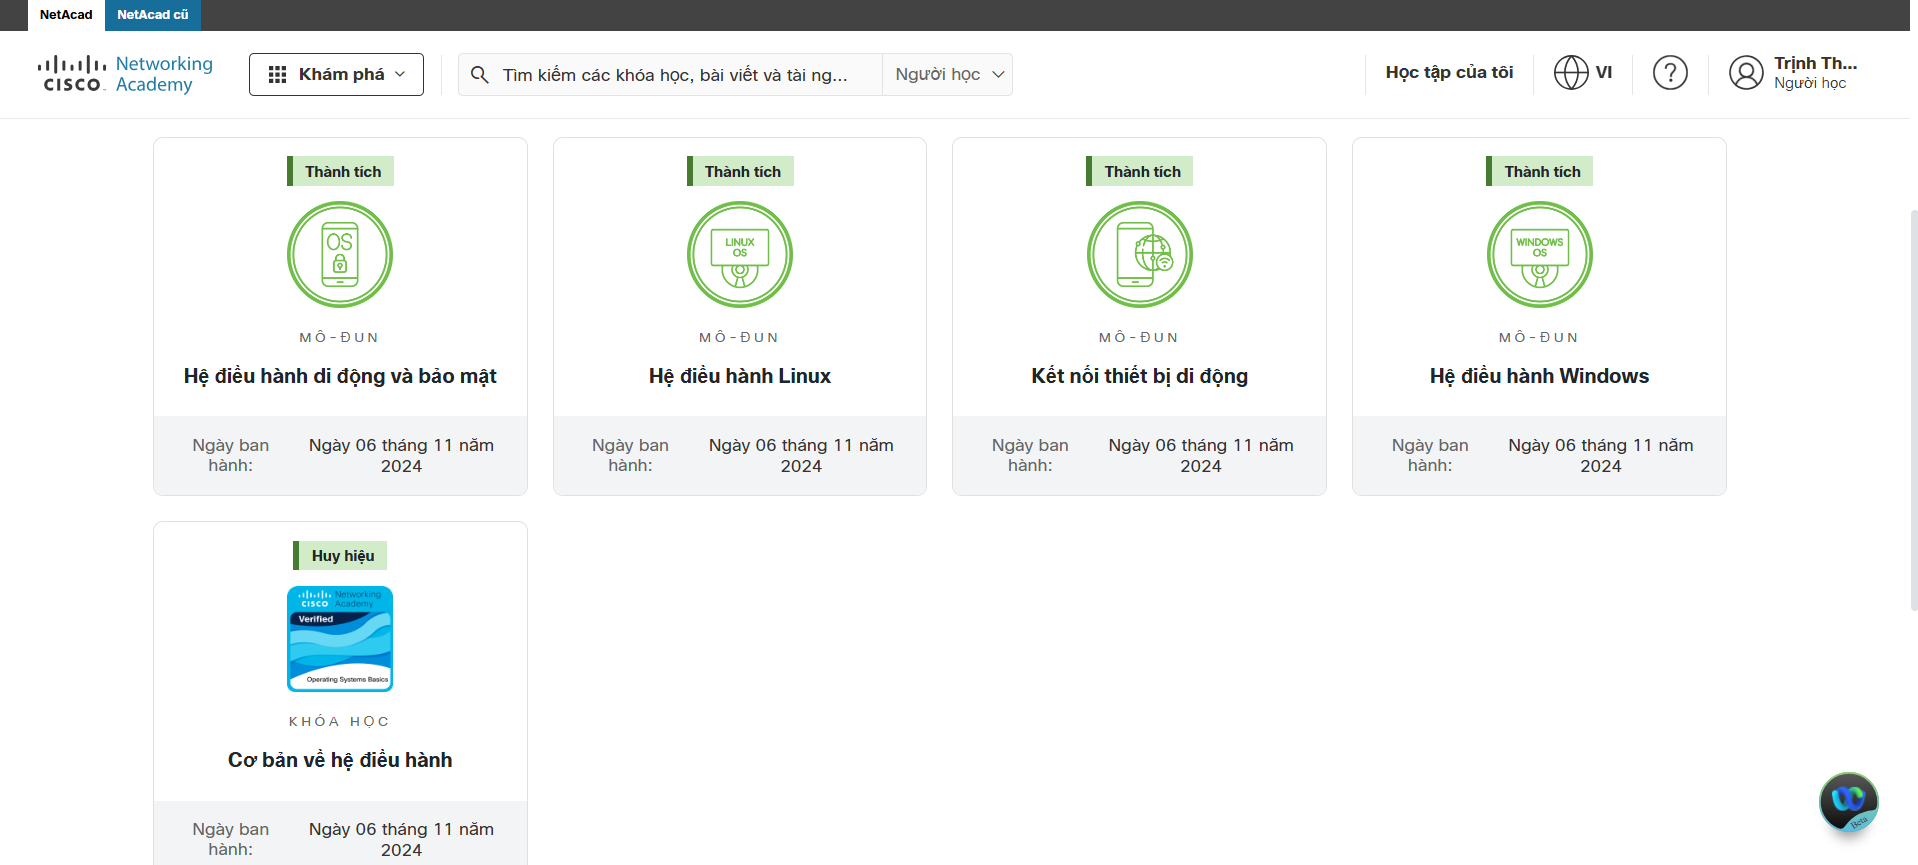 NetAcad
NetAcad cũ
CISCO
Networking
Academy
Khám phá
Tìm kiếm các khóa học, bài viết và tài ng...
Người học
Học tập của tôi
VI
?
Trịnh Th...
Người học
Thành tích
OS
MÔ-ĐUN
Hệ điều hành di động và bảo mật
Ngày ban
hành:
Ngày 06 tháng 11 năm
2024
Thành tích
LINUX
OS
MÔ-ĐUN
Hệ điều hành Linux
Ngày ban
hành:
Ngày 06 tháng 11 năm
2024
Thành tích
MÔ-ĐUN
Kết nối thiết bị di động
Ngày ban
hành:
Ngày 06 tháng 11 năm
2024
Thành tích
WINDOWS
OS
MÔ-ĐUN
Hệ điều hành Windows
Ngày ban
hành:
Ngày 06 tháng 11 năm
2024
Huy hiệu
CISCO
Networking
Academy
Verified
Operating Systems Basics
KHÓA HỌC
Cơ bản về hệ điều hành
Ngày ban
hành:
Ngày 06 tháng 11 năm
2024
Beta